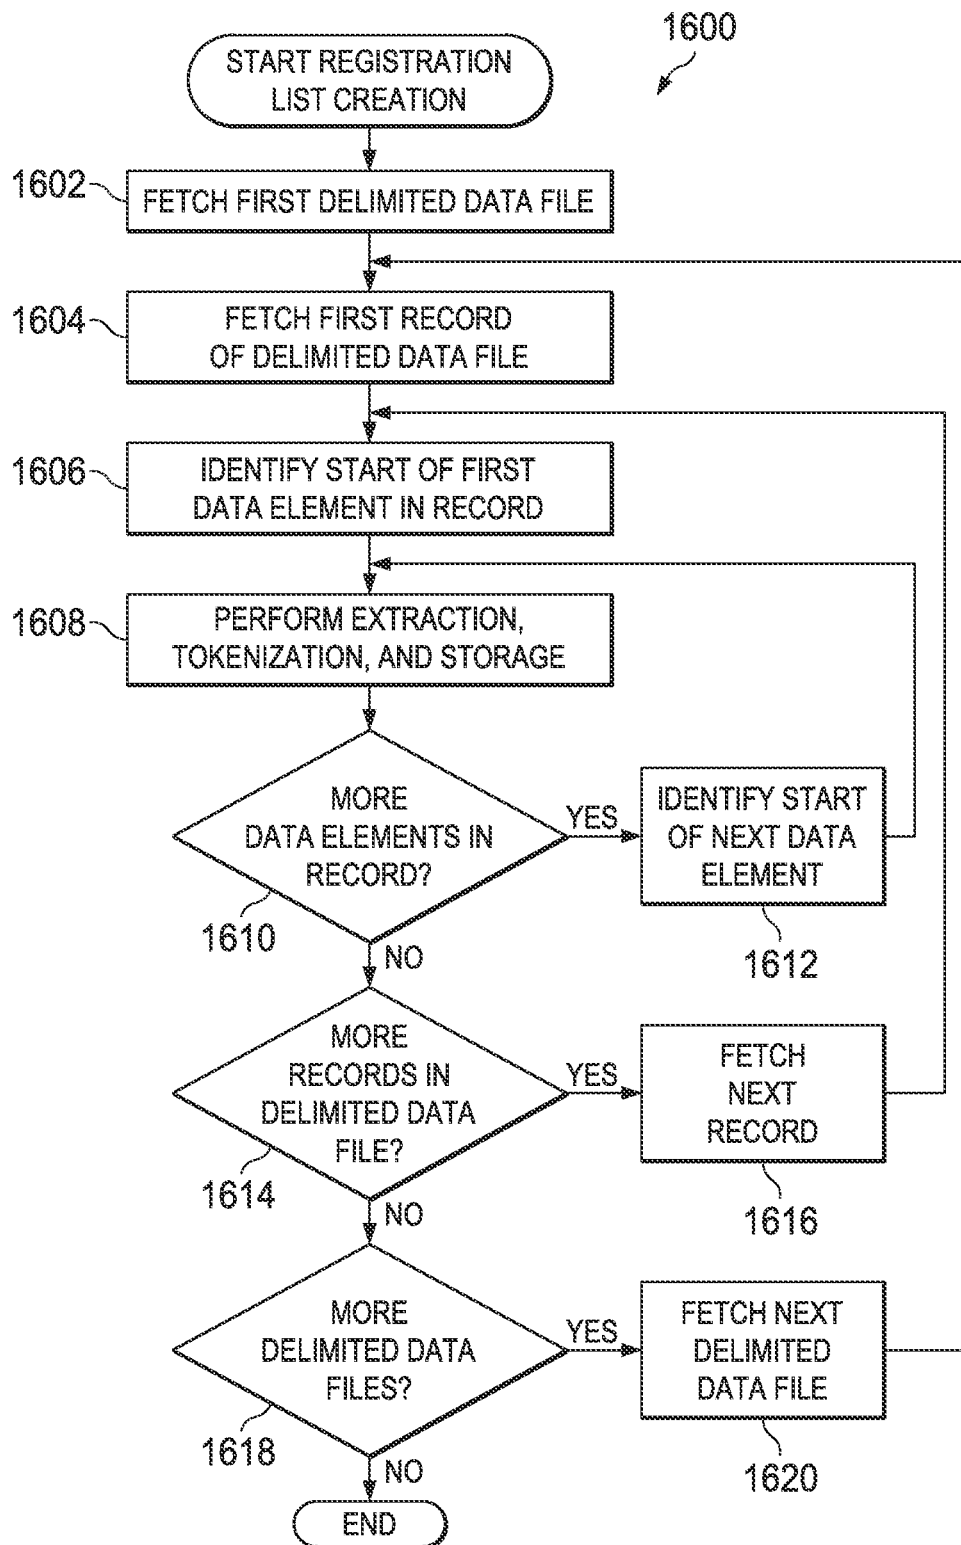 1600
START REGISTRATION
LIST CREATION
1602
FETCH FIRST DELIMITED DATA FILE
1604
FETCH FIRST RECORD
OF DELIMITED DATA FILE
1606
IDENTIFY START OF FIRST
DATA ELEMENT IN RECORD
1608
PERFORM EXTRACTION,
TOKENIZATION, AND STORAGE
MORE
DATA ELEMENTS IN
RECORD?
1610
YES
IDENTIFY START
OF NEXT DATA
ELEMENT
1612
NO
MORE
RECORDS IN
DELIMITED DATA
FILE?
1614
YES
FETCH
NEXT
RECORD
1616
NO
MORE
DELIMITED DATA
FILES?
1618
YES
FETCH NEXT
DELIMITED
DATA FILE
1620
NO
END